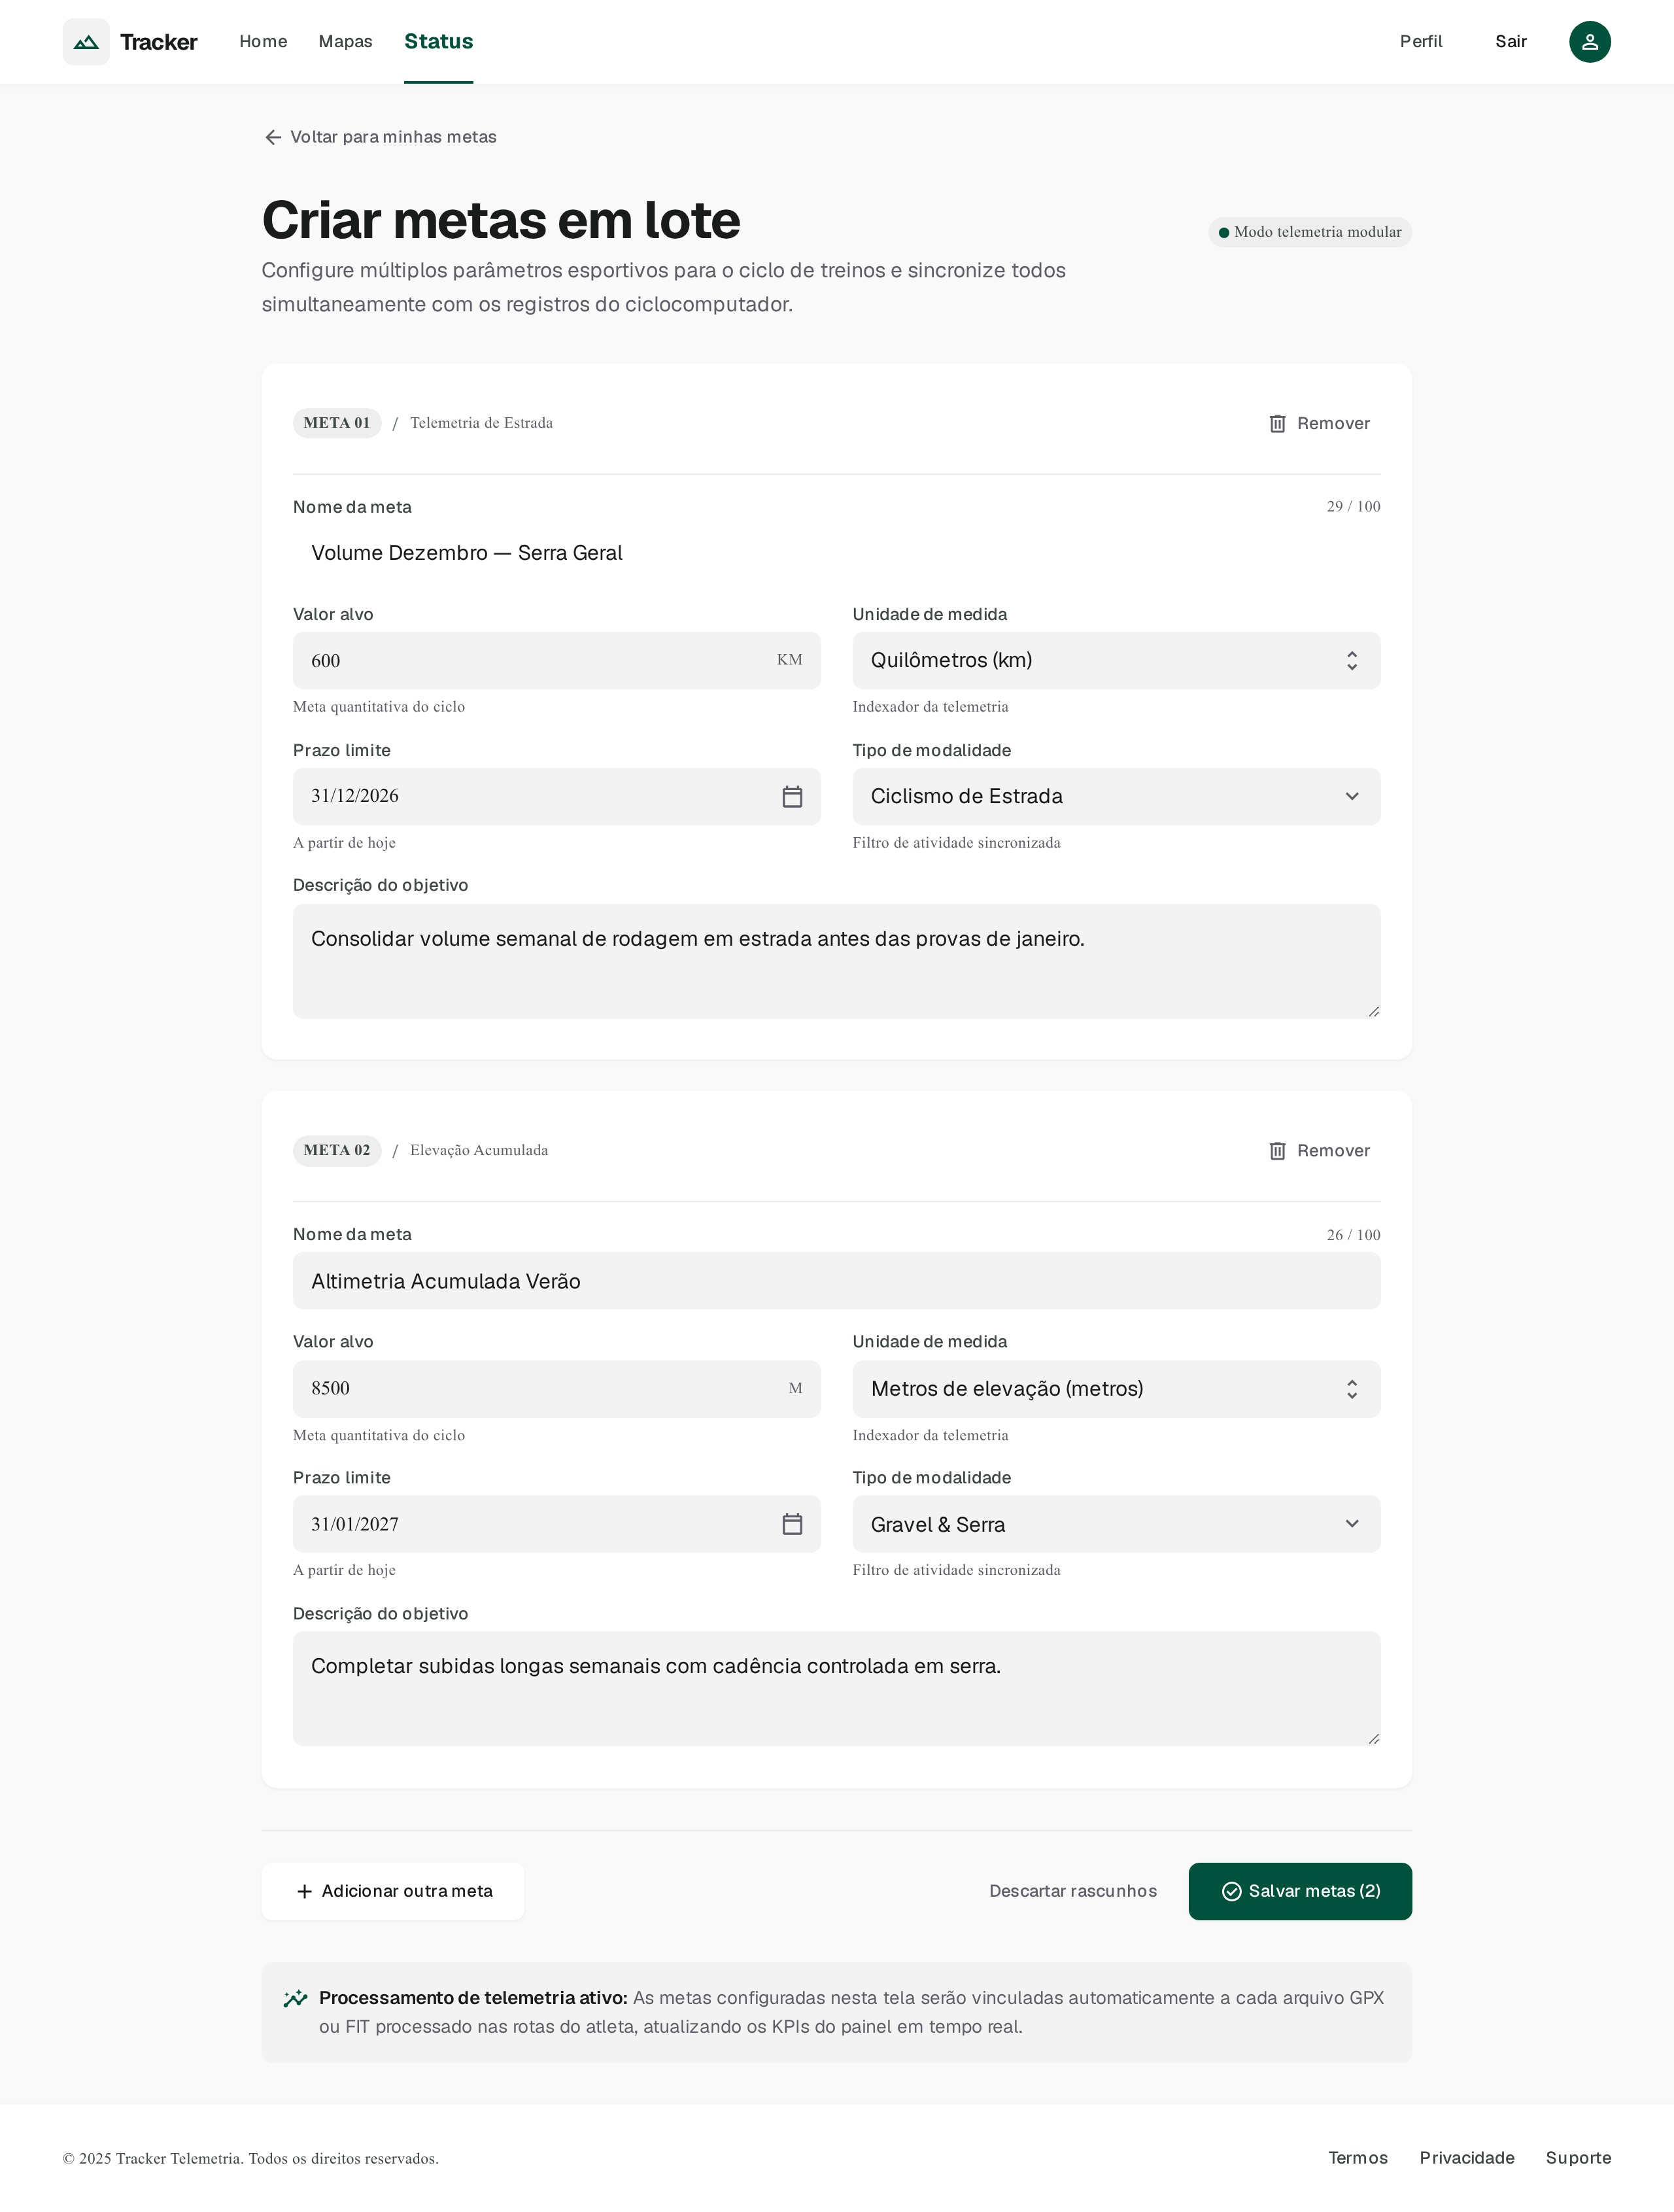 Tracker Home Mapas Status Perfil Sair
Voltar para minhas metas
Criar metas em lote
Modo telemetria modular
Configure múltiplos parâmetros esportivos para o ciclo de treinos e sincronize todos
simultaneamente com os registros do ciclocomputador.
META 01 / Telemetria de Estrada Remover
Nome da meta 29 / 100
Volume Dezembro — Serra Geral
Valor alvo Unidade de medida
600 KM Quilômetros (km)
Meta quantitativa do ciclo Indexador da telemetria
Prazo limite Tipo de modalidade
31/12/2026 Ciclismo de Estrada
A partir de hoje Filtro de atividade sincronizada
Descrição do objetivo
Consolidar volume semanal de rodagem em estrada antes das provas de janeiro.
META 02 / Elevação Acumulada Remover
Nome da meta 26 / 100
Altimetria Acumulada Verão
Valor alvo Unidade de medida
8500 M Metros de elevação (metros)
Meta quantitativa do ciclo Indexador da telemetria
Prazo limite Tipo de modalidade
31/01/2027 Gravel & Serra
A partir de hoje Filtro de atividade sincronizada
Descrição do objetivo
Completar subidas longas semanais com cadência controlada em serra.
Adicionar outra meta Descartar rascunhos Salvar metas (2)
Processamento de telemetria ativo: As metas configuradas nesta tela serão vinculadas automaticamente a cada arquivo GPX
ou FIT processado nas rotas do atleta, atualizando os KPIs do painel em tempo real.
© 2025 Tracker Telemetria. Todos os direitos reservados. Termos Privacidade Suporte